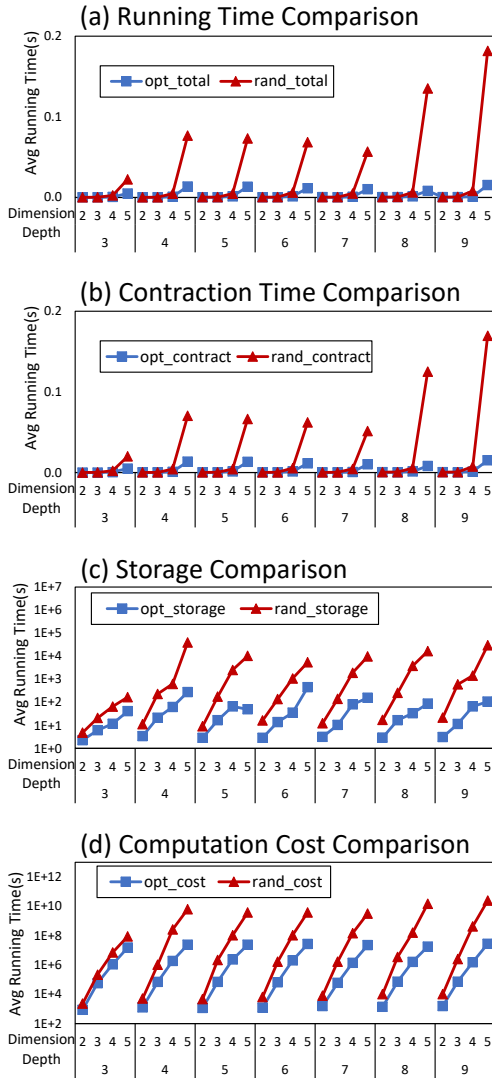 (a) Running Time Comparison
Avg Running Time(s)
0.2
0.1
0.0
opt_total rand_total
Dimension 2 3 4 5 2 3 4 5 2 3 4 5 2 3 4 5 2 3 4 5 2 3 4 5 2 3 4 5
Depth 3 4 5 6 7 8 9
(b) Contraction Time Comparison
Avg Running Time(s)
0.2
0.1
0.0
opt_contract rand_contract
Dimension 2 3 4 5 2 3 4 5 2 3 4 5 2 3 4 5 2 3 4 5 2 3 4 5 2 3 4 5
Depth 3 4 5 6 7 8 9
(c) Storage Comparison
Avg Running Time(s)
1E+7
1E+6
1E+5
1E+4
1E+3
1E+2
1E+1
1E+0
opt_storage rand_storage
Dimension 2 3 4 5 2 3 4 5 2 3 4 5 2 3 4 5 2 3 4 5 2 3 4 5 2 3 4 5
Depth 3 4 5 6 7 8 9
(d) Computation Cost Comparison
Avg Running Time(s)
1E+12
1E+10
1E+8
1E+6
1E+4
1E+2
opt_cost rand_cost
Dimension 2 3 4 5 2 3 4 5 2 3 4 5 2 3 4 5 2 3 4 5 2 3 4 5 2 3 4 5
Depth 3 4 5 6 7 8 9